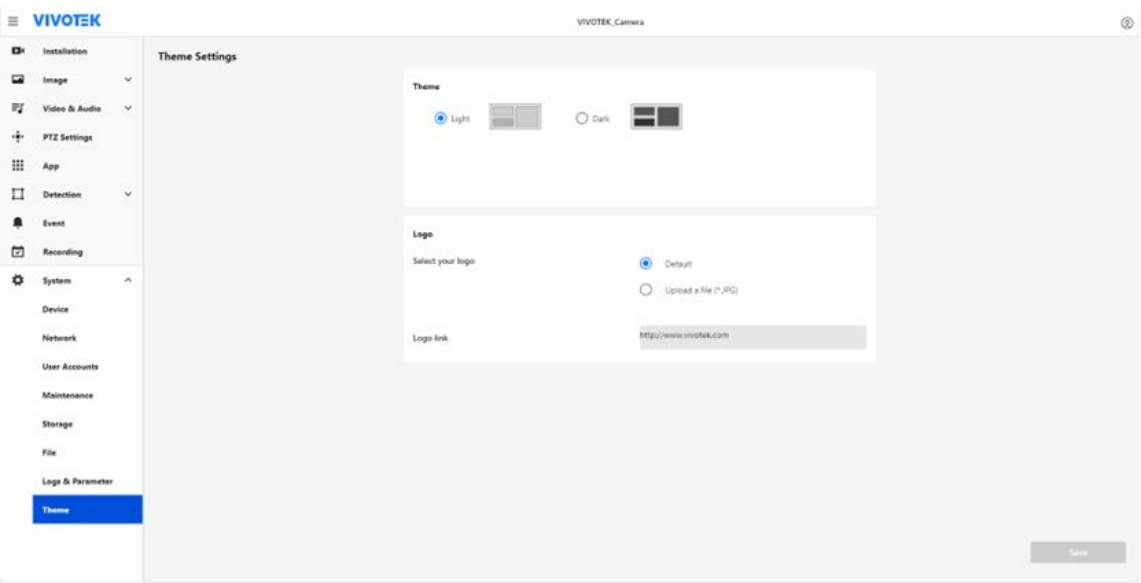 VIVOTEK
VIVOTEK_Camera
Installation
Image
Video & Audio
PTZ Settings
App
Detection
Event
Recording
System
Device
Network
User Accounts
Maintenance
Storage
File
Logs & Parameter
Theme
Theme Settings
Theme
Light
Dark
Logo
Select your logo
Default
Upload a file (*.JPG)
Logo link
http://www.vivotek.com
Save